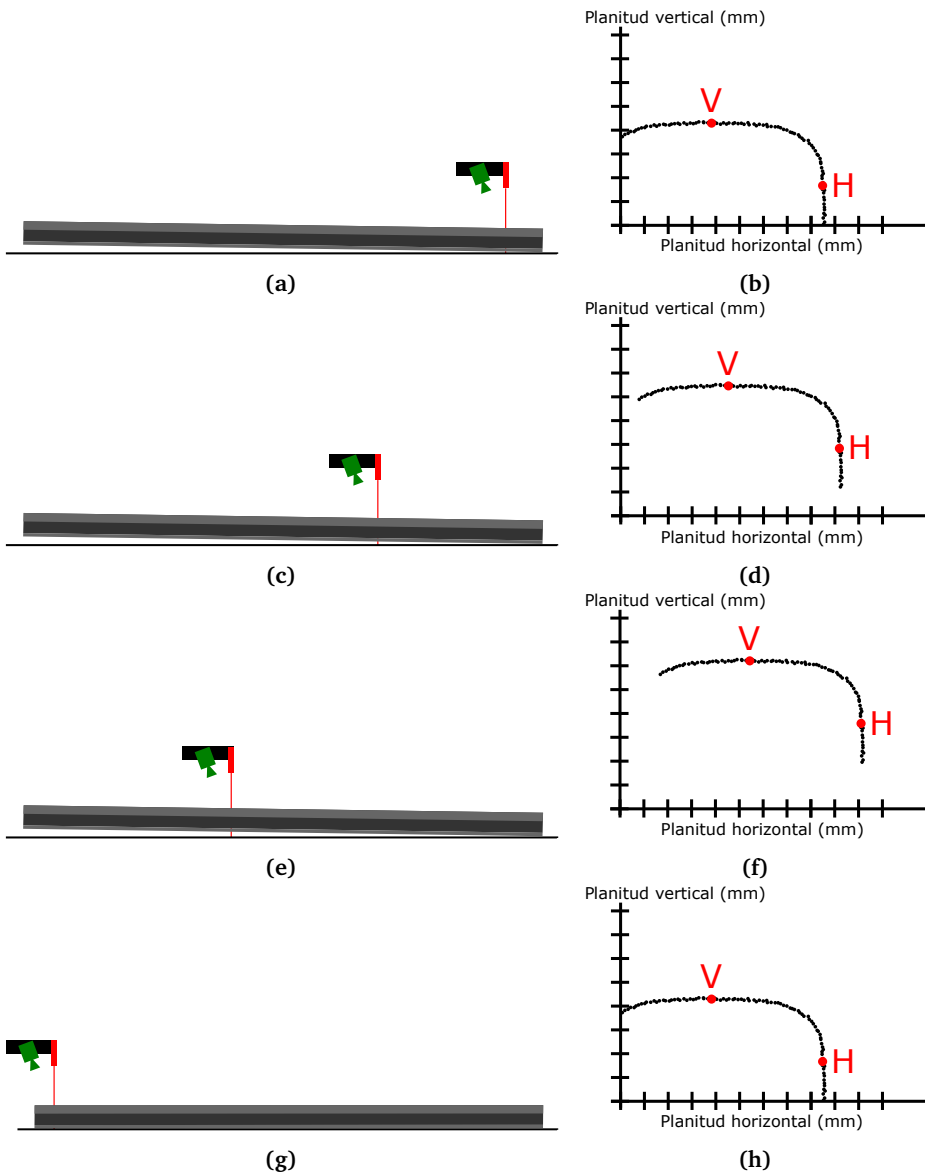 Planitud vertical (mm)
V
H
Planitud horizontal (mm)
(a)
(b)
Planitud vertical (mm)
V
H
Planitud horizontal (mm)
(c)
(d)
Planitud vertical (mm)
V
H
Planitud horizontal (mm)
(e)
(f)
Planitud vertical (mm)
V
H
Planitud horizontal (mm)
(g)
(h)